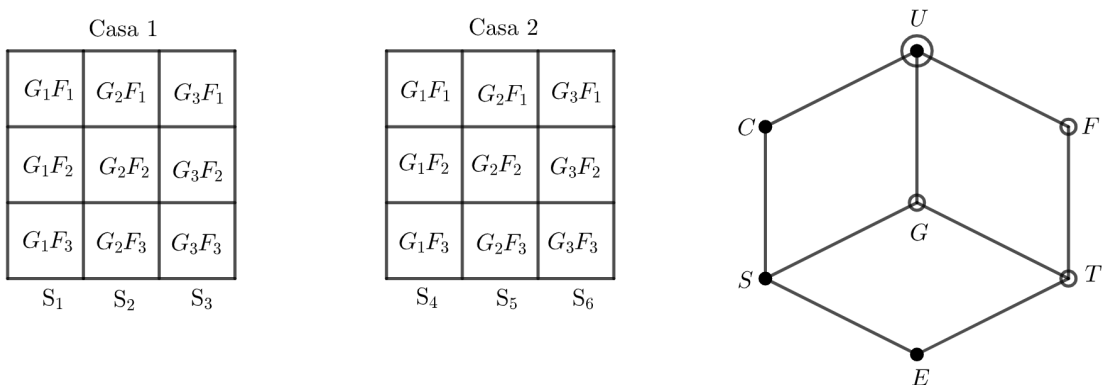 Casa 1
G₁F₁ G₂F₁ G₃F₁
G₁F₂ G₂F₂ G₃F₂
G₁F₃ G₂F₃ G₃F₃
S₁ S₂ S₃
Casa 2
G₁F₁ G₂F₁ G₃F₁
G₁F₂ G₂F₂ G₃F₂
G₁F₃ G₂F₃ G₃F₃
S₄ S₅ S₆
U
C
F
G
S
T
E